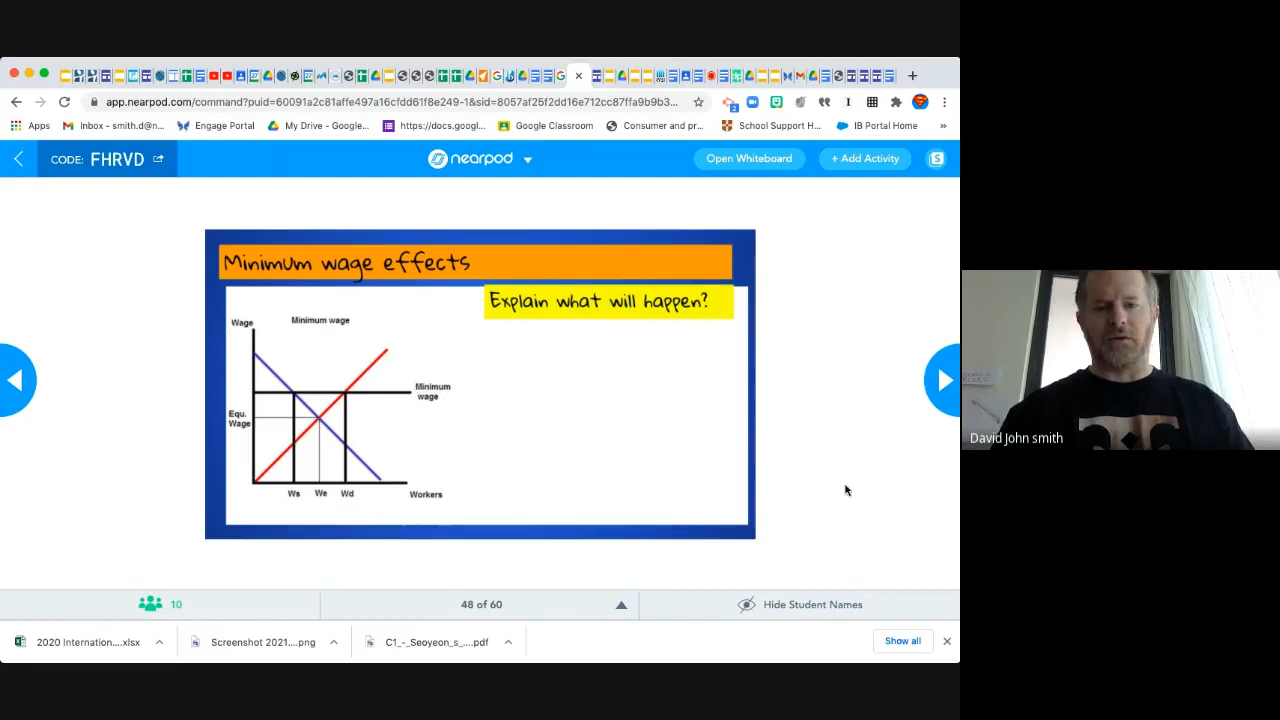 app.nearpod.com/command?puid=60091a2c81affe497a16cfdd61f8e249-1&sid=8057af25f2dd16e712cc87ffa9b9b3...
Apps
Inbox - smith.d@n...
Engage Portal
My Drive - Google...
https://docs.googl...
Google Classroom
Consumer and pr...
School Support H...
IB Portal Home
»
CODE: FHRVD
nearpod
Open Whiteboard
+ Add Activity
Minimum wage effects
Explain what will happen?
Wage
Minimum wage
Minimum
wage
Equ.
Wage
Ws
We
Wd
Workers
David John smith
10
48 of 60
Hide Student Names
2020 Internation....xlsx
Screenshot 2021....png
C1_-_Seoyeon_s_....pdf
Show all